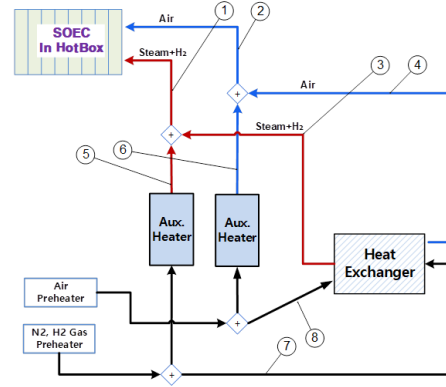 1
2
Air
SOEC
In HotBox
Steam+H₂
3
4
Air
+
Steam+H₂
+
5
6
Aux.
Heater
Aux.
Heater
Heat
Exchanger
Air
Preheater
+
8
N2, H2 Gas
Preheater
7
+